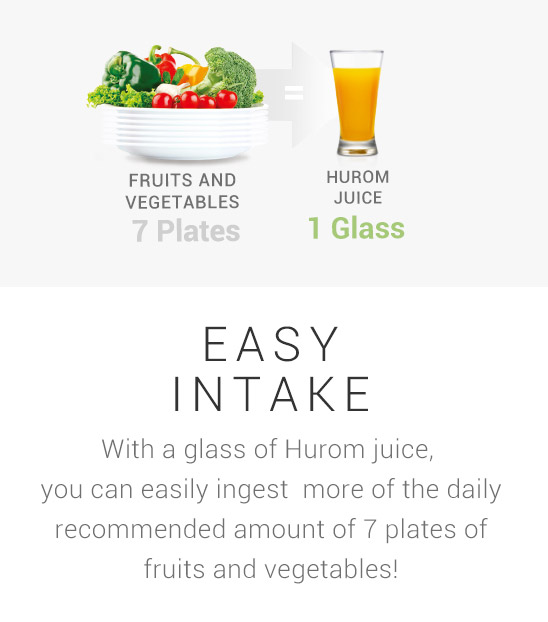 =
FRUITS AND
VEGETABLES
7 Plates
HUROM
JUICE
1 Glass
EASY
INTAKE
With a glass of Hurom juice,
you can easily ingest  more of the daily
recommended amount of 7 plates of
fruits and vegetables!